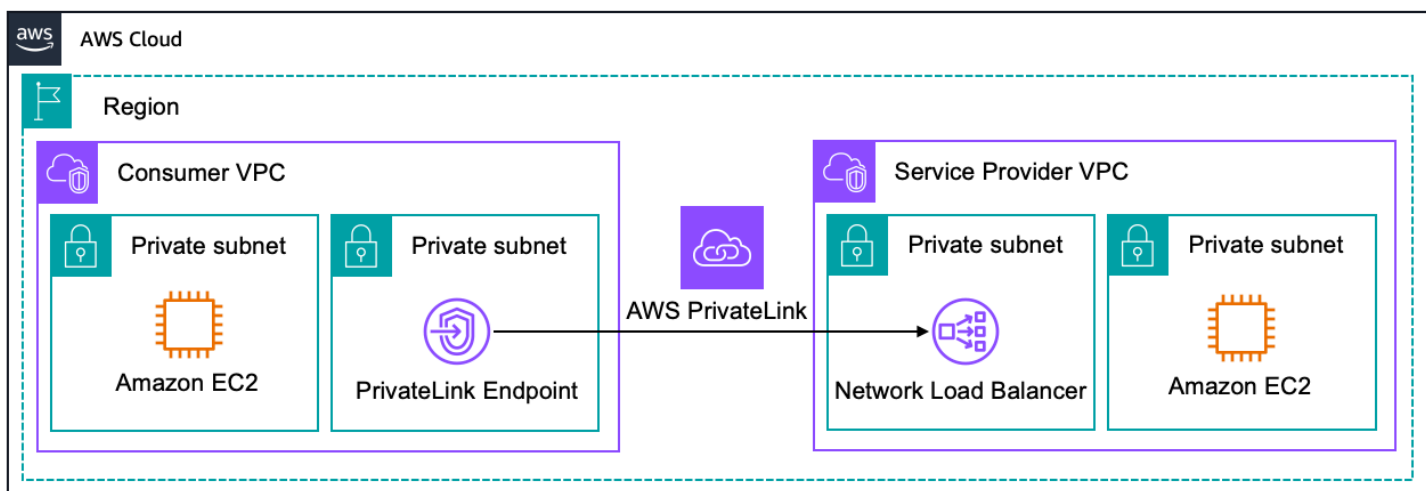 aws
AWS Cloud
Region
Consumer VPC
Private subnet
Amazon EC2
Private subnet
PrivateLink Endpoint
AWS PrivateLink
Service Provider VPC
Private subnet
Network Load Balancer
Private subnet
Amazon EC2